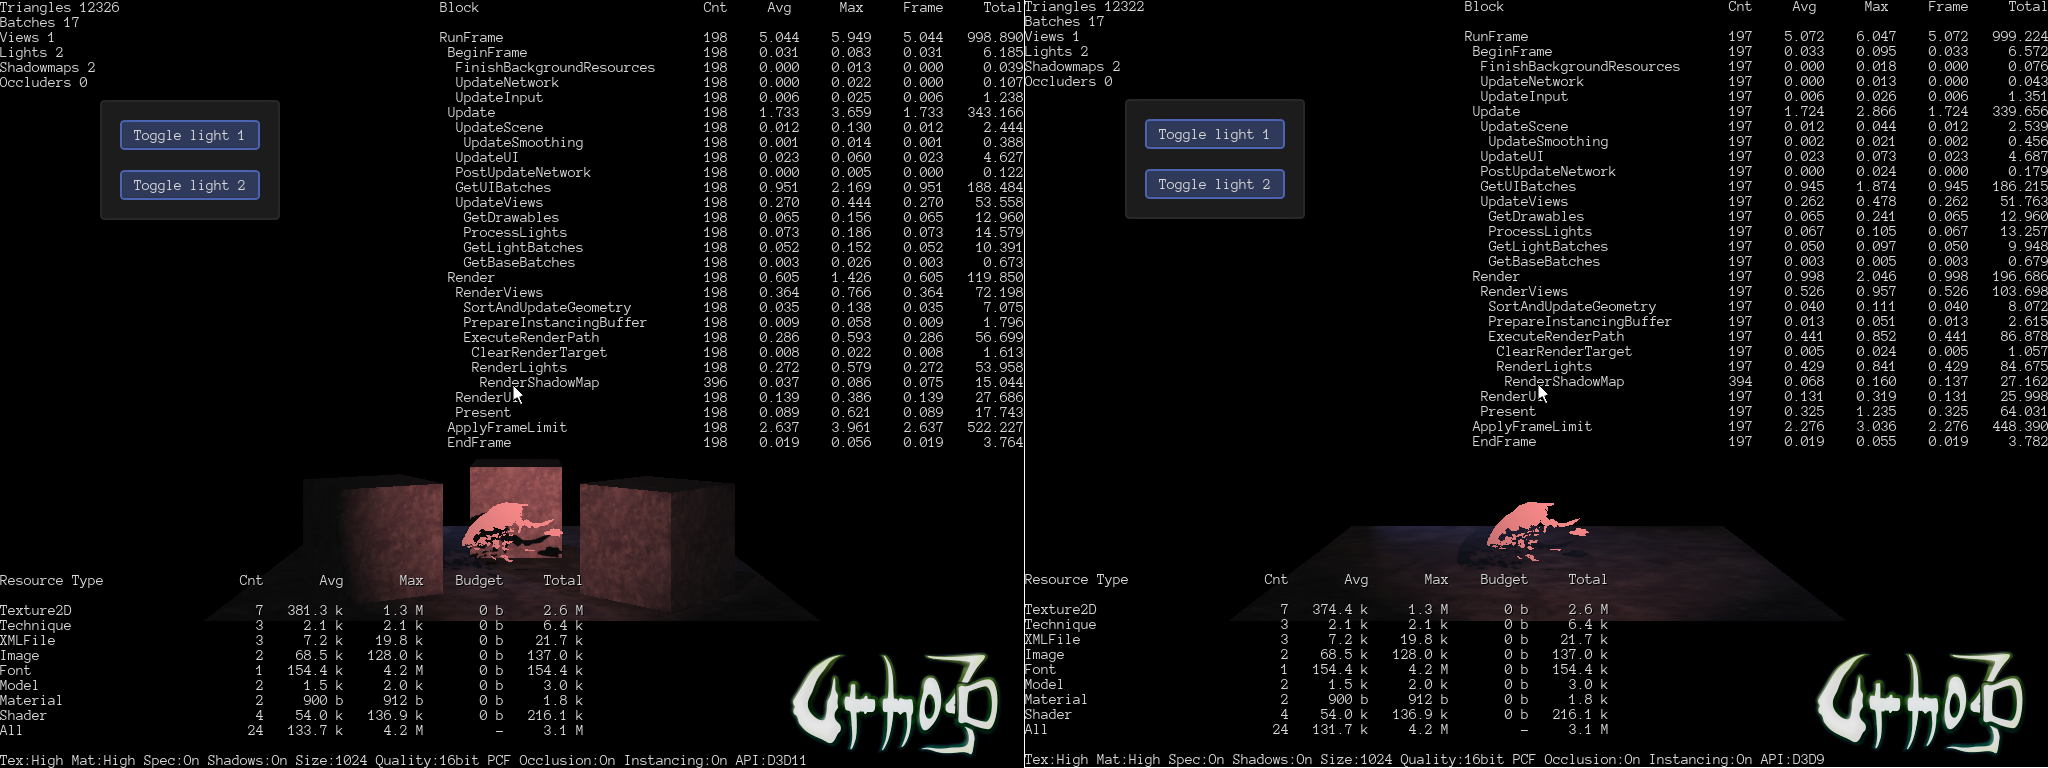 Triangles 12326
Batches 17
Views 1
Lights 2
Shadowmaps 2
Occluders 0
Toggle light 1
Toggle light 2
Block Cnt Avg Max Frame Total
RunFrame 198 5.044 5.949 5.044 998.890
BeginFrame 198 0.031 0.083 0.031 6.185
FinishBackgroundResources 198 0.000 0.013 0.000 0.039
UpdateNetwork 198 0.000 0.022 0.000 0.107
UpdateInput 198 0.006 0.025 0.006 1.238
Update 198 1.733 3.659 1.733 343.166
UpdateScene 198 0.012 0.130 0.012 2.444
UpdateSmoothing 198 0.001 0.014 0.001 0.388
UpdateUI 198 0.023 0.060 0.023 4.627
PostUpdateNetwork 198 0.000 0.005 0.000 0.122
GetUIBatches 198 0.951 2.169 0.951 188.484
UpdateViews 198 0.270 0.444 0.270 53.558
GetDrawables 198 0.065 0.156 0.065 12.960
ProcessLights 198 0.073 0.186 0.073 14.579
GetLightBatches 198 0.052 0.152 0.052 10.391
GetBaseBatches 198 0.003 0.026 0.003 0.673
Render 198 0.605 1.426 0.605 119.850
RenderViews 198 0.364 0.766 0.364 72.198
SortAndUpdateGeometry 198 0.035 0.138 0.035 7.075
PrepareInstancingBuffer 198 0.009 0.058 0.009 1.796
ExecuteRenderPath 198 0.286 0.593 0.286 56.699
ClearRenderTarget 198 0.008 0.022 0.008 1.613
RenderLights 198 0.272 0.579 0.272 53.958
RenderShadowMap 396 0.037 0.086 0.075 15.044
RenderU 198 0.139 0.386 0.139 27.686
Present 198 0.089 0.621 0.089 17.743
ApplyFrameLimit 198 2.637 3.961 2.637 522.227
EndFrame 198 0.019 0.056 0.019 3.764
Resource Type Cnt Avg Max Budget Total
Texture2D 7 381.3 k 1.3 M 0 b 2.6 M
Technique 3 2.1 k 2.1 k 0 b 6.4 k
XMLFile 3 7.2 k 19.8 k 0 b 21.7 k
Image 2 68.5 k 128.0 k 0 b 137.0 k
Font 1 154.4 k 4.2 M 0 b 154.4 k
Model 2 1.5 k 2.0 k 0 b 3.0 k
Material 2 900 b 912 b 0 b 1.8 k
Shader 4 54.0 k 136.9 k 0 b 216.1 k
All 24 133.7 k 4.2 M - 3.1 M
Tex:High Mat:High Spec:On Shadows:On Size:1024 Quality:16bit PCF Occlusion:On Instancing:On API:D3D11
Triangles 12322
Batches 17
Views 1
Lights 2
Shadowmaps 2
Occluders 0
Toggle light 1
Toggle light 2
Block Cnt Avg Max Frame Total
RunFrame 197 5.072 6.047 5.072 999.224
BeginFrame 197 0.033 0.095 0.033 6.572
FinishBackgroundResources 197 0.000 0.018 0.000 0.076
UpdateNetwork 197 0.000 0.013 0.000 0.043
UpdateInput 197 0.006 0.026 0.006 1.351
Update 197 1.724 2.866 1.724 339.656
UpdateScene 197 0.012 0.044 0.012 2.539
UpdateSmoothing 197 0.002 0.021 0.002 0.456
UpdateUI 197 0.023 0.073 0.023 4.687
PostUpdateNetwork 197 0.000 0.024 0.000 0.179
GetUIBatches 197 0.945 1.874 0.945 186.215
UpdateViews 197 0.262 0.478 0.262 51.763
GetDrawables 197 0.065 0.241 0.065 12.960
ProcessLights 197 0.067 0.105 0.067 13.257
GetLightBatches 197 0.050 0.097 0.050 9.948
GetBaseBatches 197 0.003 0.005 0.003 0.679
Render 197 0.998 2.046 0.998 196.686
RenderViews 197 0.526 0.957 0.526 103.698
SortAndUpdateGeometry 197 0.040 0.111 0.040 8.072
PrepareInstancingBuffer 197 0.013 0.051 0.013 2.615
ExecuteRenderPath 197 0.441 0.852 0.441 86.878
ClearRenderTarget 197 0.005 0.024 0.005 1.057
RenderLights 197 0.429 0.841 0.429 84.675
RenderShadowMap 394 0.068 0.160 0.137 27.162
RenderU 197 0.131 0.319 0.131 25.998
Present 197 0.325 1.235 0.325 64.031
ApplyFrameLimit 197 2.276 3.036 2.276 448.390
EndFrame 197 0.019 0.055 0.019 3.782
Resource Type Cnt Avg Max Budget Total
Texture2D 7 374.4 k 1.3 M 0 b 2.6 M
Technique 3 2.1 k 2.1 k 0 b 6.4 k
XMLFile 3 7.2 k 19.8 k 0 b 21.7 k
Image 2 68.5 k 128.0 k 0 b 137.0 k
Font 1 154.4 k 4.2 M 0 b 154.4 k
Model 2 1.5 k 2.0 k 0 b 3.0 k
Material 2 900 b 912 b 0 b 1.8 k
Shader 4 54.0 k 136.9 k 0 b 216.1 k
All 24 131.7 k 4.2 M - 3.1 M
Tex:High Mat:High Spec:On Shadows:On Size:1024 Quality:16bit PCF Occlusion:On Instancing:On API:D3D9